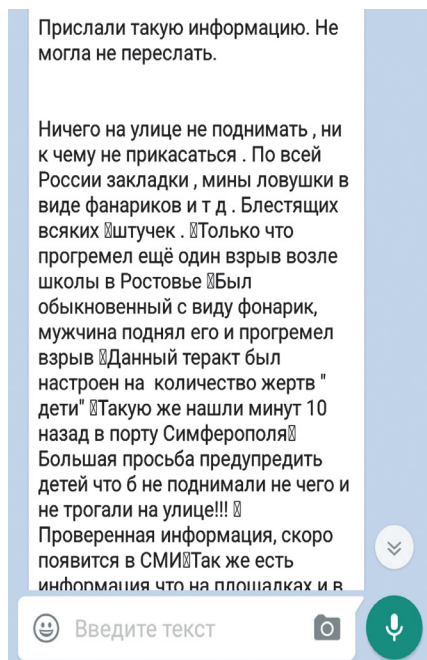 Прислали такую информацию. Не
могла не переслать.
Ничего на улице не поднимать , ни
к чему не прикасаться . По всей
России закладки , мины ловушки в
виде фанариков и т д . Блестящих
всяких штучек . Только что
прогремел ещё один взрыв возле
школы в Ростовье Был
обыкновенный с виду фонарик,
мужчина поднял его и прогремел
взрыв Данный теракт был
настроен на количество жертв "
дети" Такую же нашли минут 10
назад в порту Симферополя
Большая просьба предупредить
детей что б не поднимали не чего и
не трогали на улице!!!
Проверенная информация, скоро
появится в СМИ Так же есть
информация что на площадках и в
Введите текст